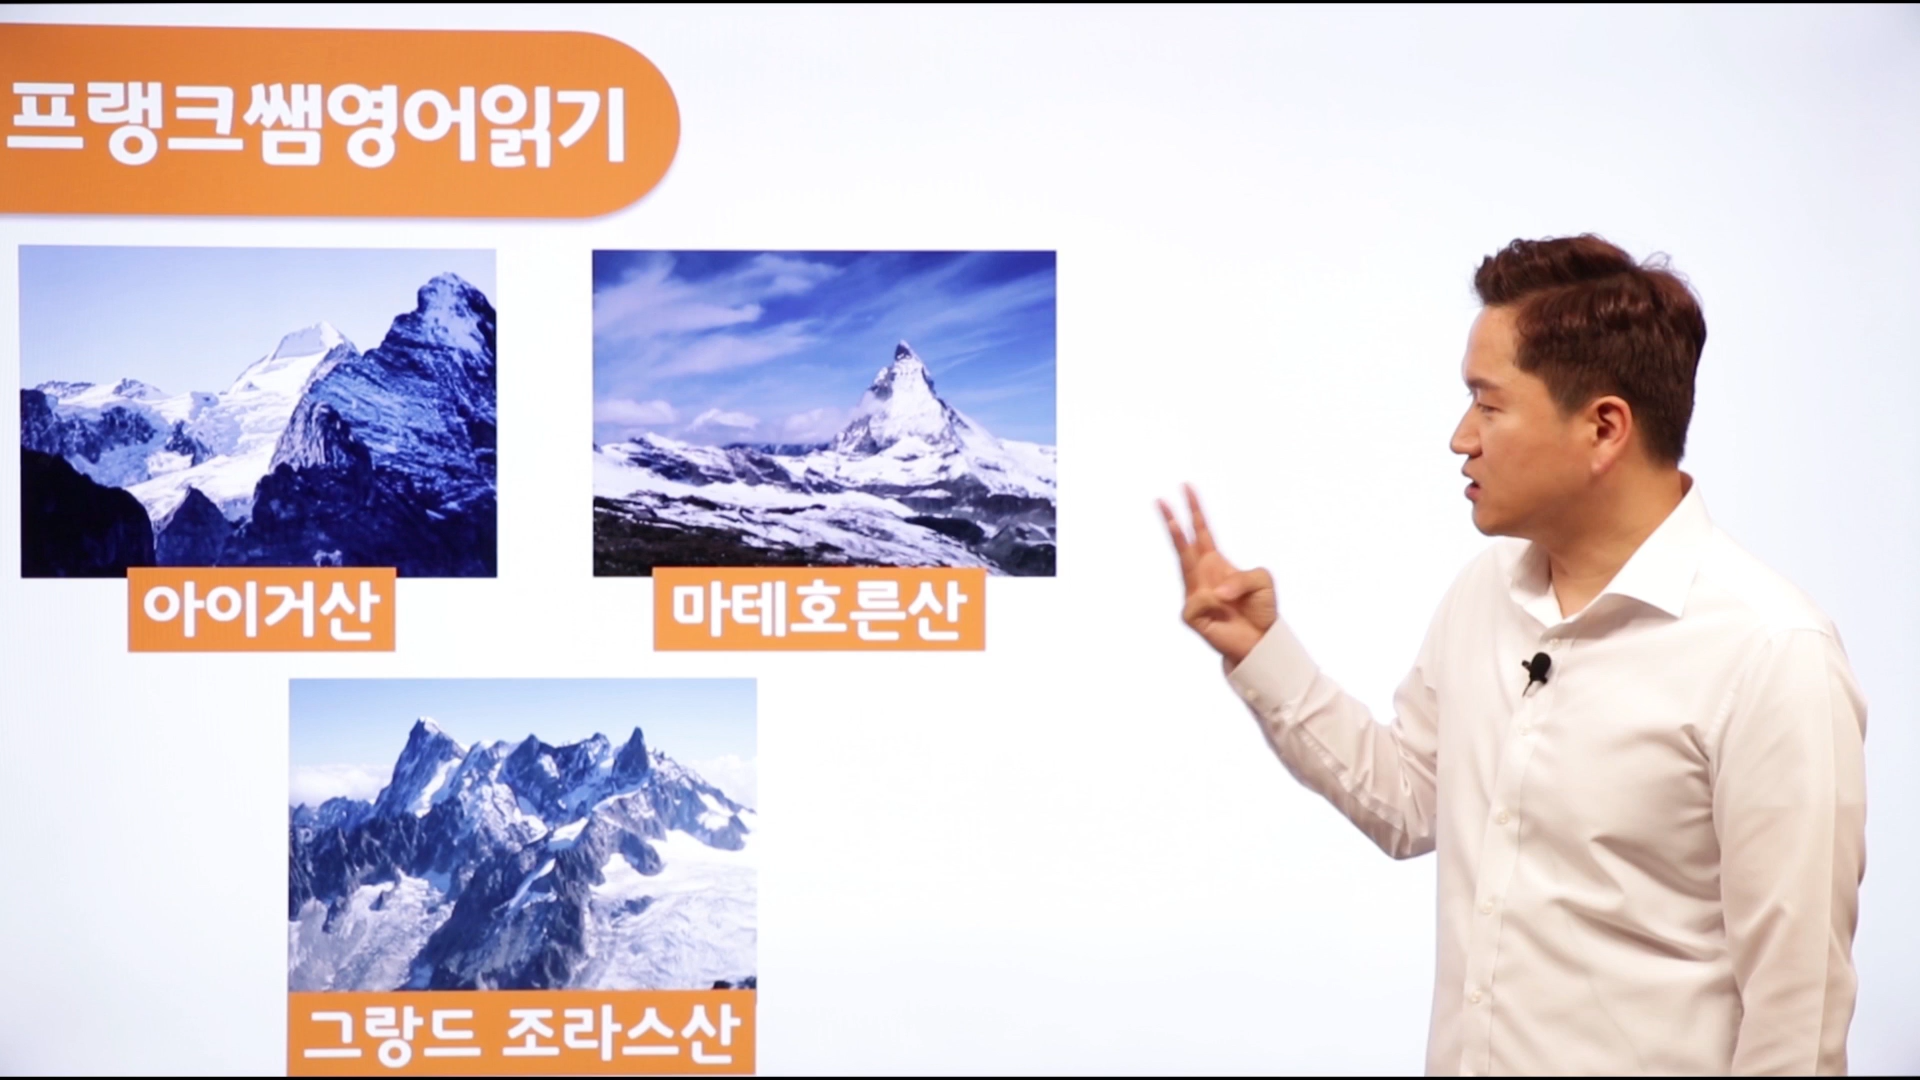 프랭크쌤영어읽기
아이거산
마테호른산
그랑드 조라스산